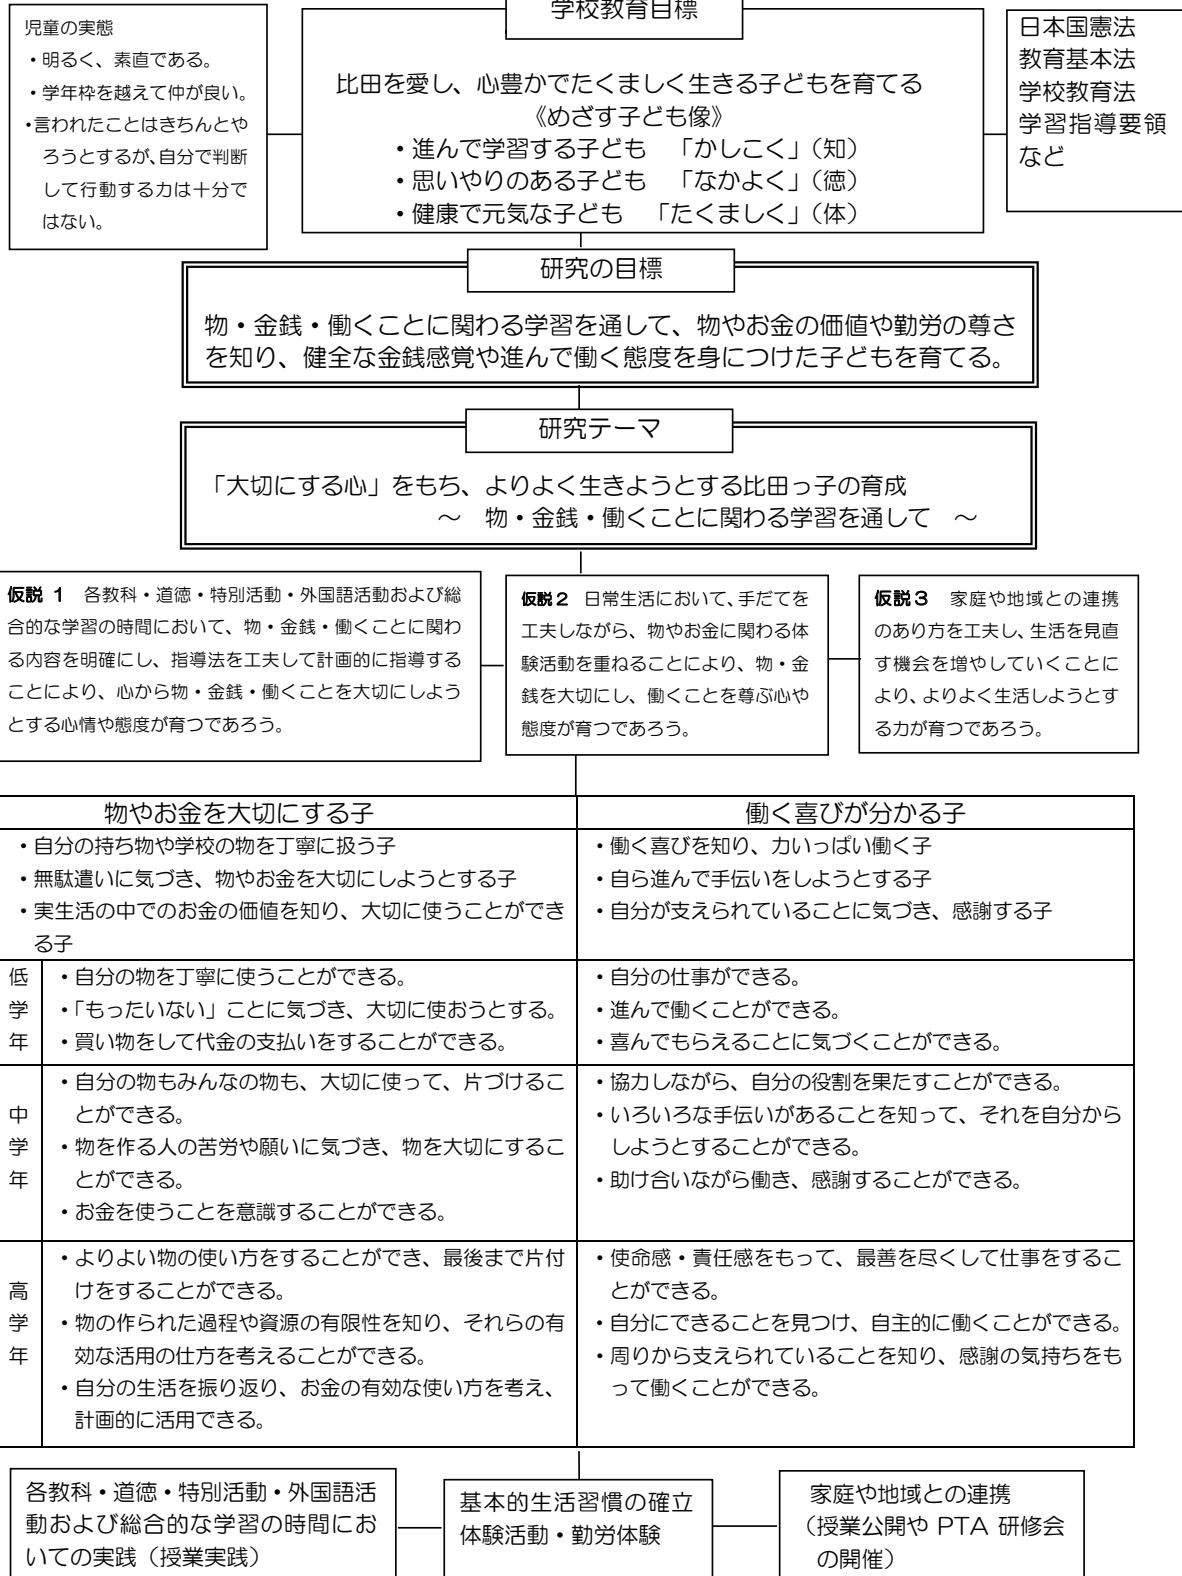 児童の実態
・明るく、素直である。
・学年枠を越えて仲が良い。
・言われたことはきちんとや
ろうとするが、自分で判断
して行動する力は十分で
はない。
学校教育目標
比田を愛し、心豊かでたくましく生きる子どもを育てる
《めざす子ども像》
・進んで学習する子ども 「かしこく」(知)
・思いやりのある子ども 「なかよく」(徳)
・健康で元気な子ども 「たくましく」(体)
日本国憲法
教育基本法
学校教育法
学習指導要領
など
研究の目標
物・金銭・働くことに関わる学習を通して、物やお金の価値や勤労の尊さ
を知り、健全な金銭感覚や進んで働く態度を身につけた子どもを育てる。
研究テーマ
「大切にする心」をもち、よりよく生きようとする比田っ子の育成
~ 物・金銭・働くことに関わる学習を通して ~
仮説 1 各教科・道徳・特別活動・外国語活動および総
合的な学習の時間において、物・金銭・働くことに関わ
る内容を明確にし、指導法を工夫して計画的に指導する
ことにより、心から物・金銭・働くことを大切にしよう
とする心情や態度が育つであろう。
仮説2 日常生活において、手だてを
工夫しながら、物やお金に関わる体
験活動を重ねることにより、物・金
銭を大切にし、働くことを尊ぶ心や
態度が育つであろう。
仮説3 家庭や地域との連携
のあり方を工夫し、生活を見直
す機会を増やしていくことに
より、よりよく生活しようとす
る力が育つであろう。
物やお金を大切にする子
働く喜びが分かる子
・自分の持ち物や学校の物を丁寧に扱う子
・無駄遣いに気づき、物やお金を大切にしようとする子
・実生活の中でのお金の価値を知り、大切に使うことができ
る子
・働く喜びを知り、力いっぱい働く子
・自ら進んで手伝いをしようとする子
・自分が支えられていることに気づき、感謝する子
低学年
・自分の物を丁寧に使うことができる。
・「もったいない」ことに気づき、大切に使おうとする。
・買い物をして代金の支払いをすることができる。
・自分の仕事ができる。
・進んで働くことができる。
・喜んでもらえることに気づくことができる。
中学年
・自分の物もみんなの物も、大切に使って、片づけるこ
とができる。
・物を作る人の苦労や願いに気づき、物を大切にするこ
とができる。
・お金を使うことを意識することができる。
・協力しながら、自分の役割を果たすことができる。
・いろいろな手伝いがあることを知って、それを自分から
しようとすることができる。
・助け合いながら働き、感謝することができる。
高学年
・よりよい物の使い方をすることができ、最後まで片付
けをすることができる。
・物の作られた過程や資源の有限性を知り、それらの有
効な活用の仕方を考えることができる。
・自分の生活を振り返り、お金の有効な使い方を考え、
計画的に活用できる。
・使命感・責任感をもって、最善を尽くして仕事をするこ
とができる。
・自分にできることを見つけ、自主的に働くことができる。
・周りから支えられていることを知り、感謝の気持ちをも
って働くことができる。
各教科・道徳・特別活動・外国語活
動および総合的な学習の時間にお
いての実践(授業実践)
基本的生活習慣の確立
体験活動・勤労体験
家庭や地域との連携
(授業公開や PTA 研修会
の開催)